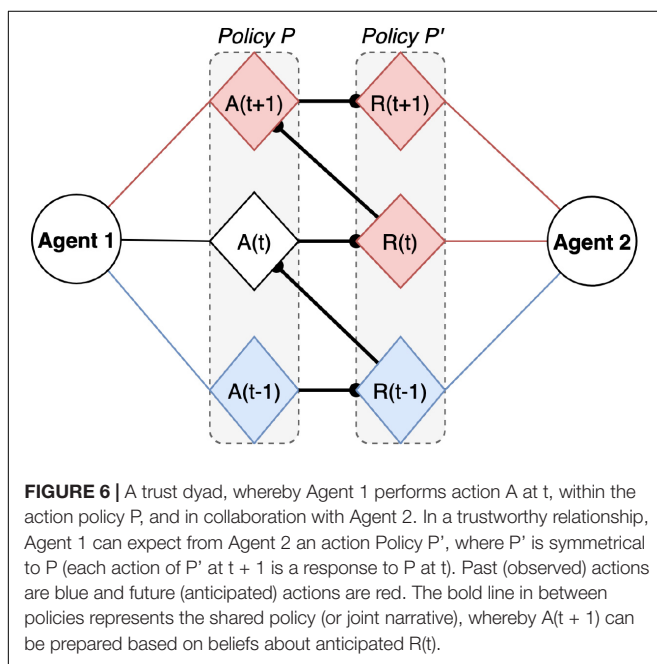 Policy P Policy P'
A(t+1) R(t+1)
Agent 1 A(t) R(t) Agent 2
A(t-1) R(t-1)
FIGURE 6 | A trust dyad, whereby Agent 1 performs action A at t, within the
action policy P, and in collaboration with Agent 2. In a trustworthy relationship,
Agent 1 can expect from Agent 2 an action Policy P’, where P’ is symmetrical
to P (each action of P’ at t + 1 is a response to P at t). Past (observed) actions
are blue and future (anticipated) actions are red. The bold line in between
policies represents the shared policy (or joint narrative), whereby A(t + 1) can
be prepared based on beliefs about anticipated R(t).